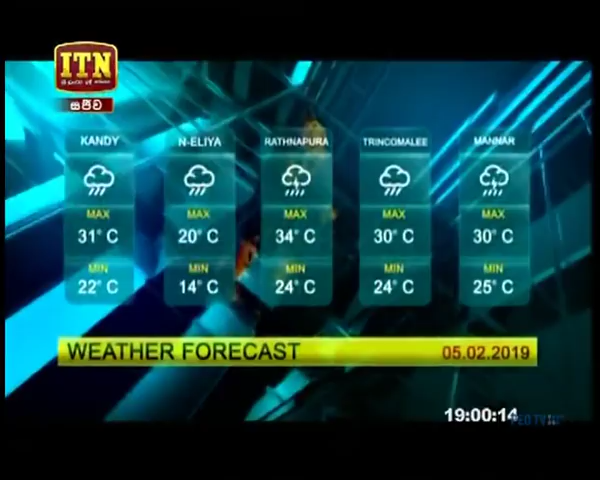 ITN
සජීව
KANDY N-ELIYA RATHNAPURA TRINCOMALEE MANNAR
MAX MAX MAX MAX MAX
31° C 20° C 34° C 30° C 30° C
MIN MIN MIN MIN MIN
22° C 14° C 24° C 24° C 25° C
WEATHER FORECAST 05.02.2019
19:00:14